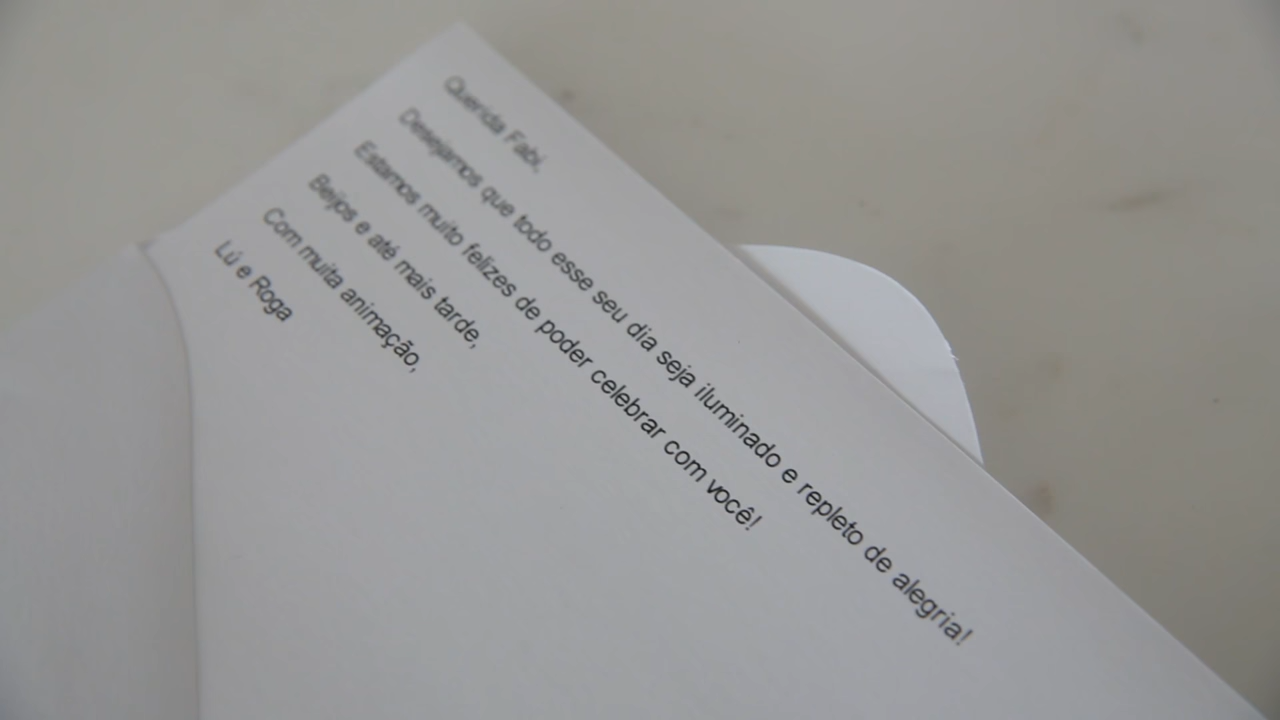 Querida Fabi,
Desejamos que todo esse seu dia seja iluminado e repleto de alegria!
Estamos muito felizes de poder celebrar com você!
Beijos e até mais tarde,
Com muita animação,
Lú e Roga